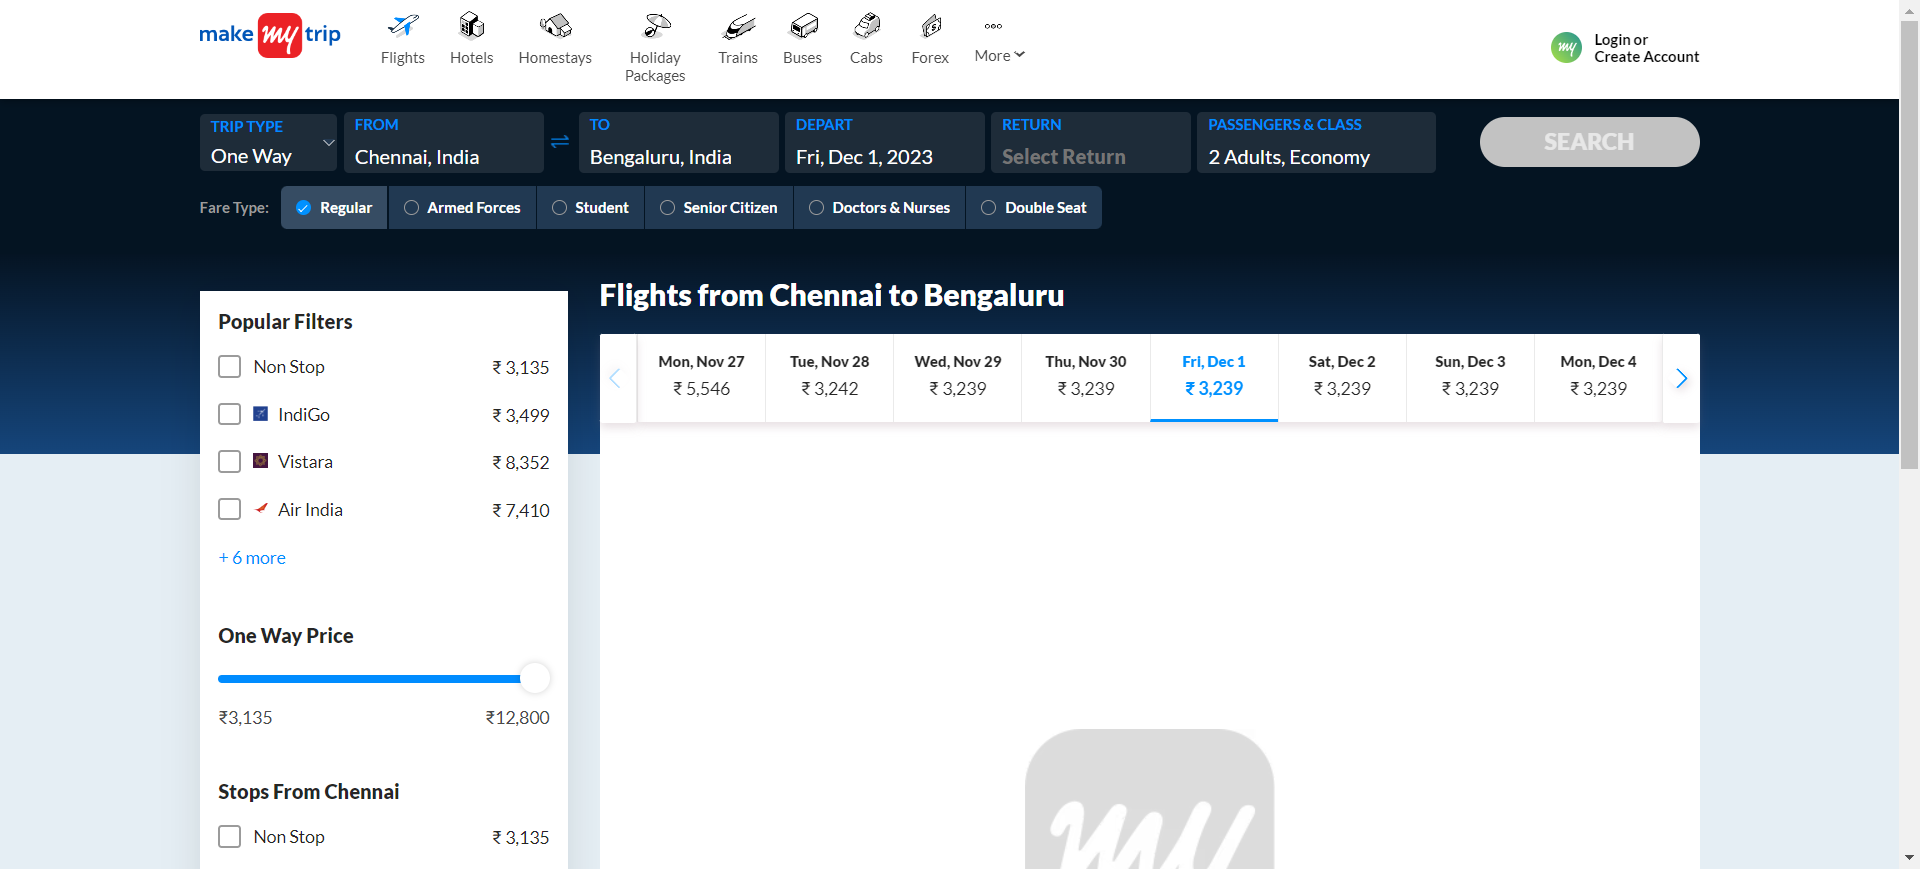 make my trip
Flights
Hotels
Homestays
Holiday
Packages
Trains
Buses
Cabs
Forex
More
my
Login or
Create Account
TRIP TYPE
One Way
FROM
Chennai, India
TO
Bengaluru, India
DEPART
Fri, Dec 1, 2023
RETURN
Select Return
PASSENGERS & CLASS
2 Adults, Economy
SEARCH
Fare Type:
Regular
Armed Forces
Student
Senior Citizen
Doctors & Nurses
Double Seat
Popular Filters
Non Stop ₹ 3,135
IndiGo ₹ 3,499
Vistara ₹ 8,352
Air India ₹ 7,410
+ 6 more
One Way Price
₹3,135 ₹12,800
Stops From Chennai
Non Stop ₹ 3,135
Flights from Chennai to Bengaluru
Mon, Nov 27
₹ 5,546
Tue, Nov 28
₹ 3,242
Wed, Nov 29
₹ 3,239
Thu, Nov 30
₹ 3,239
Fri, Dec 1
₹ 3,239
Sat, Dec 2
₹ 3,239
Sun, Dec 3
₹ 3,239
Mon, Dec 4
₹ 3,239
my